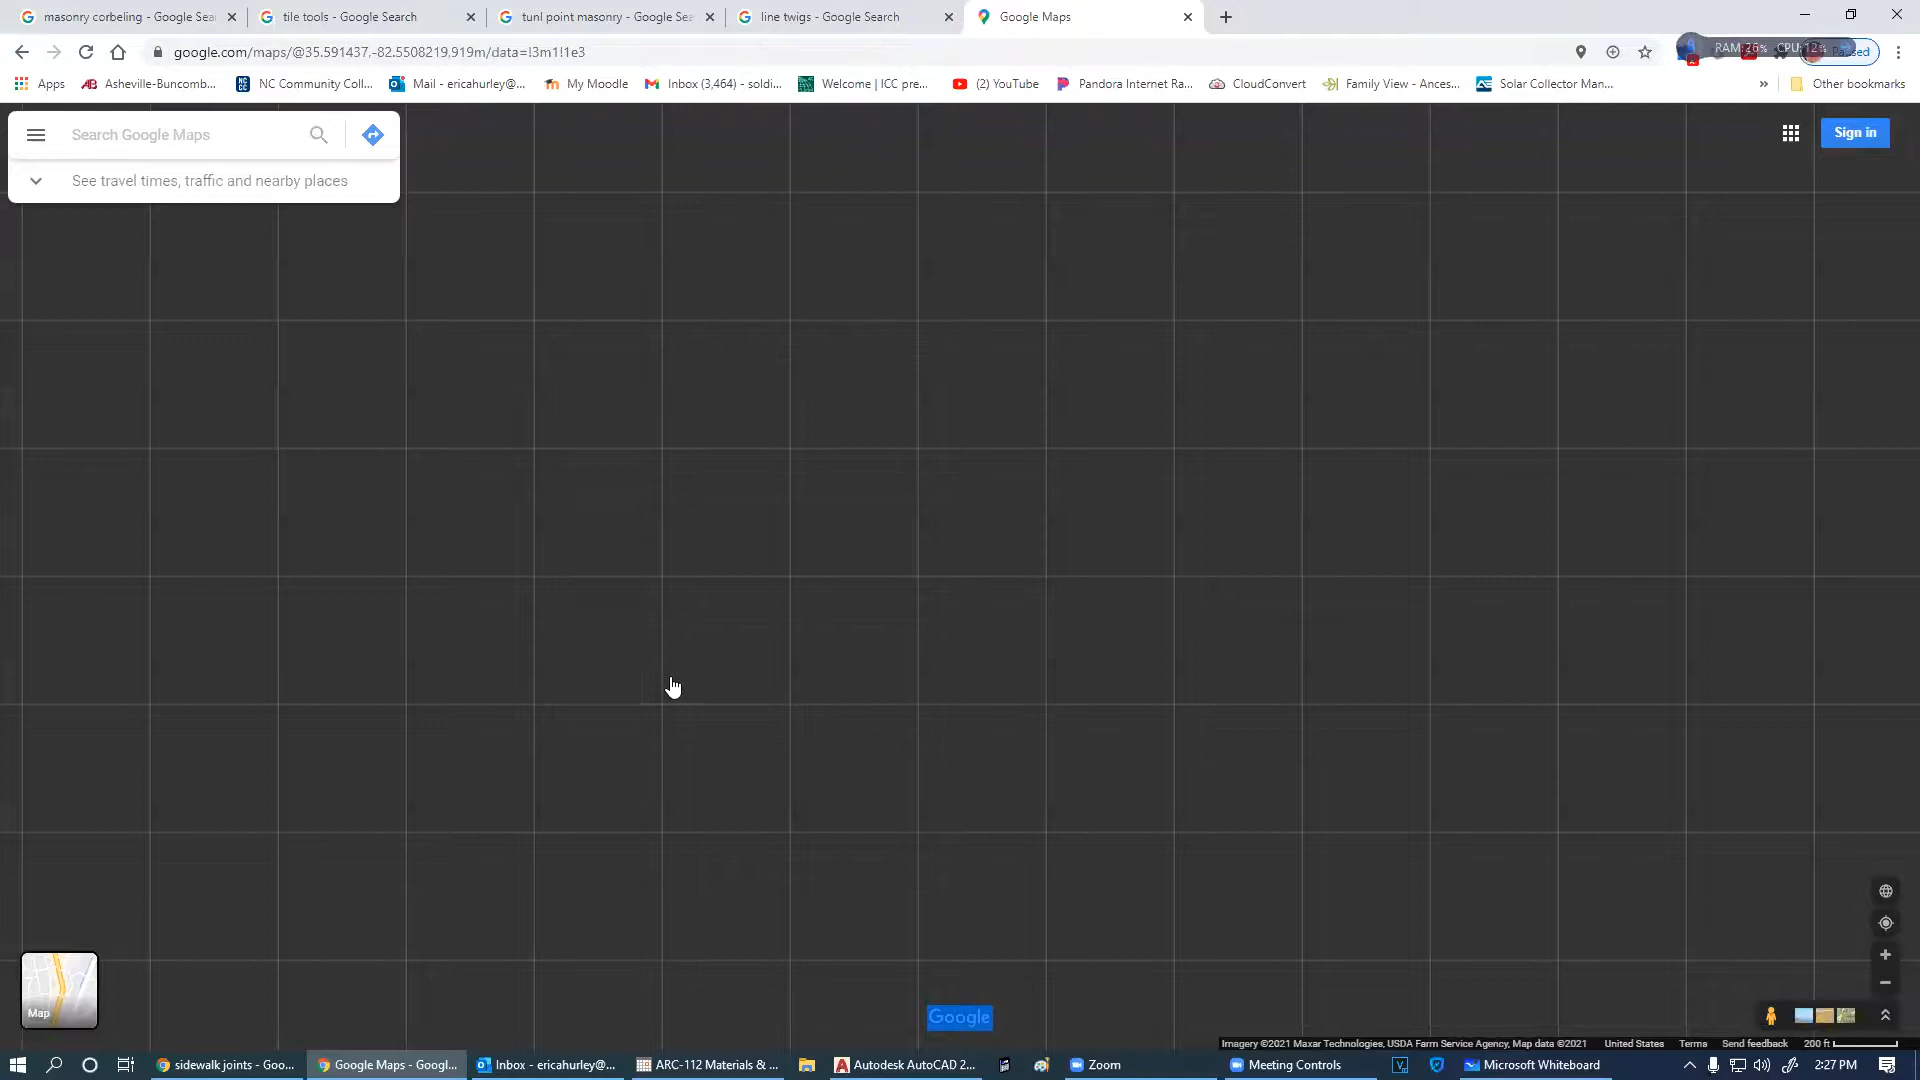 masonry corbeling - Google Sea
tile tools - Google Search
tunl point masonry - Google Sea
line twigs - Google Search
Google Maps
google.com/maps/@35.591437,-82.5508219,919m/data=!3m1!1e3
RAM:26% CPU:12%
Paused
Apps
Asheville-Buncomb...
NC Community Coll...
Mail - ericahurley@...
My Moodle
Inbox (3,464) - soldi...
Welcome | ICC pre...
(2) YouTube
Pandora Internet Ra...
CloudConvert
Family View - Ances...
Solar Collector Man...
»
Other bookmarks
Search Google Maps
Sign in
See travel times, traffic and nearby places
Map
Google
Imagery ©2021 Maxar Technologies, USDA Farm Service Agency, Map data ©2021
United States
Terms
Send feedback
200 ft
sidewalk joints - Goo...
Google Maps - Googl...
Inbox - ericahurley@...
ARC-112 Materials & ...
Autodesk AutoCAD 2...
Zoom
Meeting Controls
Microsoft Whiteboard
2:27 PM